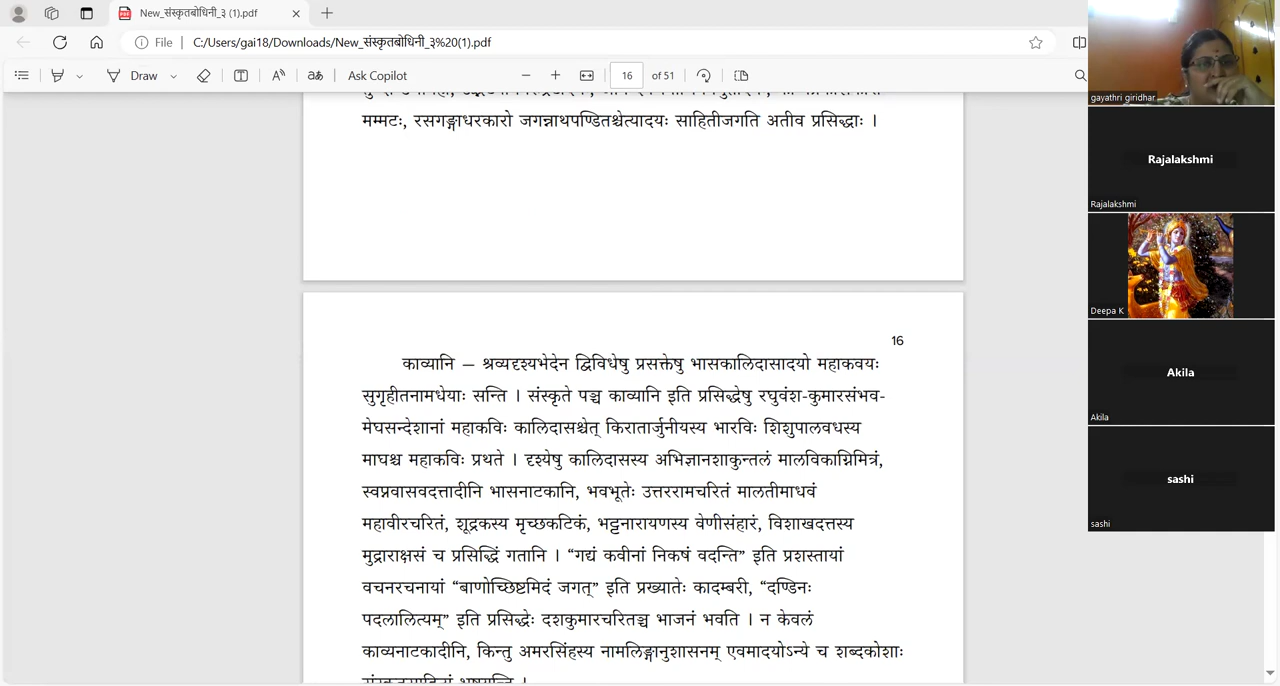 New_संस्कृतबोधिनी_३ (1).pdf
File C:/Users/gai18/Downloads/New_संस्कृतबोधिनी_३%20(1).pdf
Draw Ask Copilot 16 of 51
मम्मटः, रसगङ्गाधरकारो जगन्नाथपण्डितश्चेत्यादयः साहितीजगति अतीव प्रसिद्धाः ।
16
काव्यानि – श्रव्यदृश्यभेदेन द्विविधेषु प्रसक्तेषु भासकालिदासादयो महाकवयः
सुगृहीतनामधेयाः सन्ति । संस्कृते पञ्च काव्यानि इति प्रसिद्धेषु रघुवंश-कुमारसंभव-
मेघसन्देशानां महाकविः कालिदासश्चेत् किरातार्जुनीयस्य भारविः शिशुपालवधस्य
माघश्च महाकविः प्रथते । दृश्येषु कालिदासस्य अभिज्ञानशाकुन्तलं मालविकाग्निमित्रं,
स्वप्नवासवदत्तादीनि भासनाटकानि, भवभूतेः उत्तररामचरितं मालतीमाधवं
महावीरचरितं, शूद्रकस्य मृच्छकटिकं, भट्टनारायणस्य वेणीसंहारं, विशाखदत्तस्य
मुद्राराक्षसं च प्रसिद्धिं गतानि । “गद्यं कवीनां निकषं वदन्ति” इति प्रशस्तायां
वचनरचनायां “बाणोच्छिष्टमिदं जगत्” इति प्रख्यातेः कादम्बरी, “दण्डिनः
पदलालित्यम्” इति प्रसिद्धेः दशकुमारचरितञ्च भाजनं भवति । न केवलं
काव्यनाटकादीनि, किन्तु अमरसिंहस्य नामलिङ्गानुशासनम् एवमादयोऽन्ये च शब्दकोशाः
gayathri giridhar
Rajalakshmi
Rajalakshmi
Deepa K
Akila
Akila
sashi
sashi